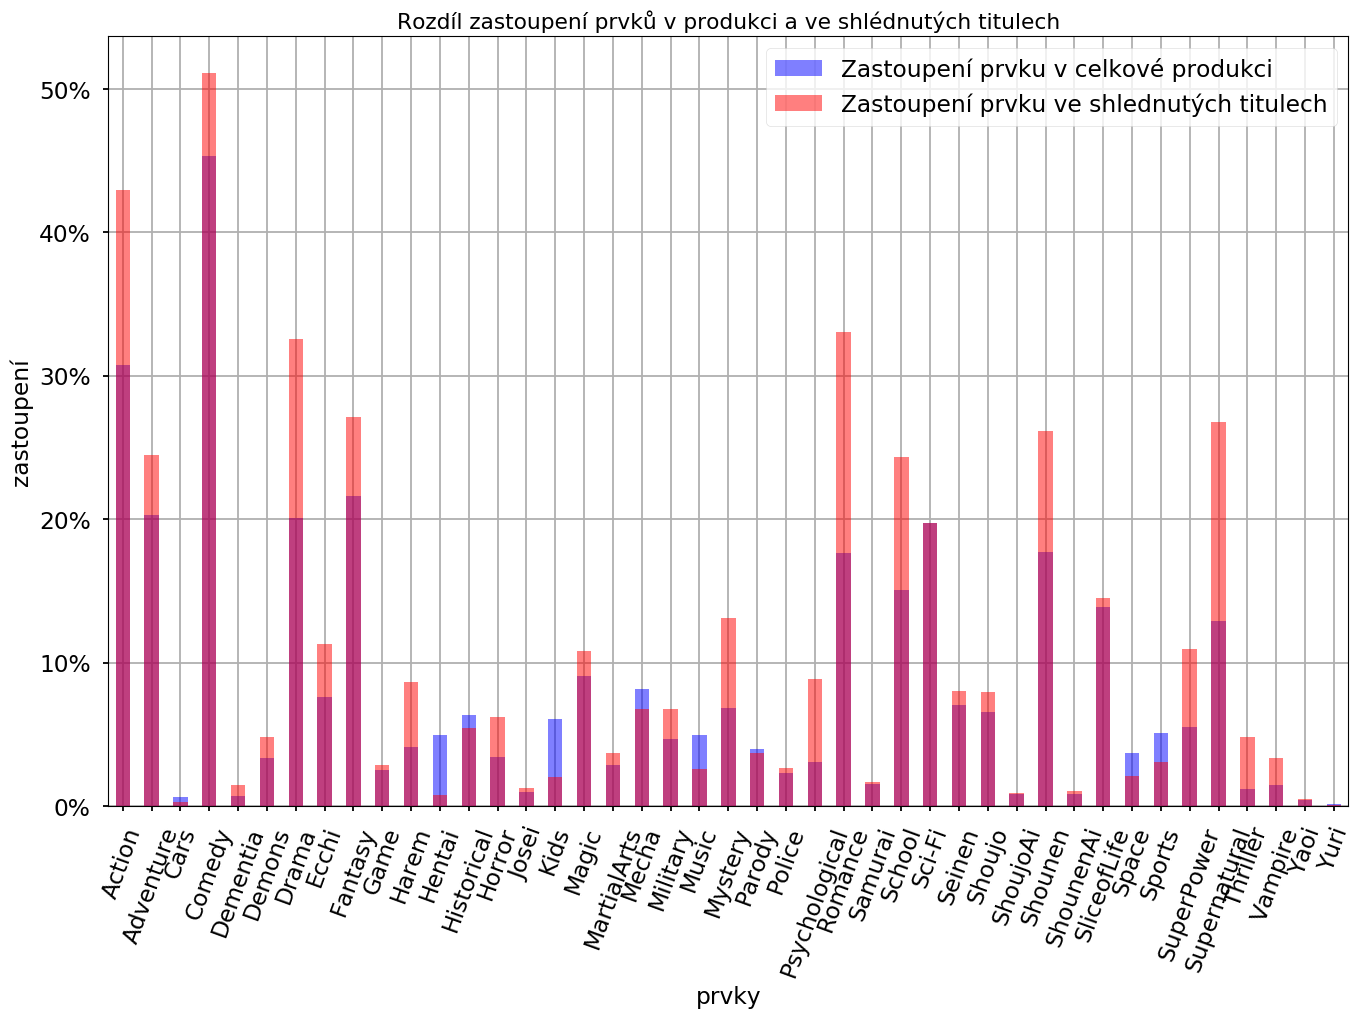 Rozdíl zastoupení prvků v produkci a ve shlédnutých titulech
Zastoupení prvku v celkové produkci
Zastoupení prvku ve shlednutých titulech
50%
40%
30%
20%
10%
0%
zastoupení
Action
Adventure
Cars
Comedy
Dementia
Demons
Drama
Ecchi
Fantasy
Game
Harem
Hentai
Historical
Horror
Josei
Kids
Magic
MartialArts
Mecha
Military
Music
Mystery
Parody
Police
Psychological
Romance
Samurai
School
Sci-Fi
Seinen
Shoujo
ShoujoAi
Shounen
ShounenAi
SliceofLife
Space
Sports
SuperPower
Supernatural
Thriller
Vampire
Yaoi
Yuri
prvky